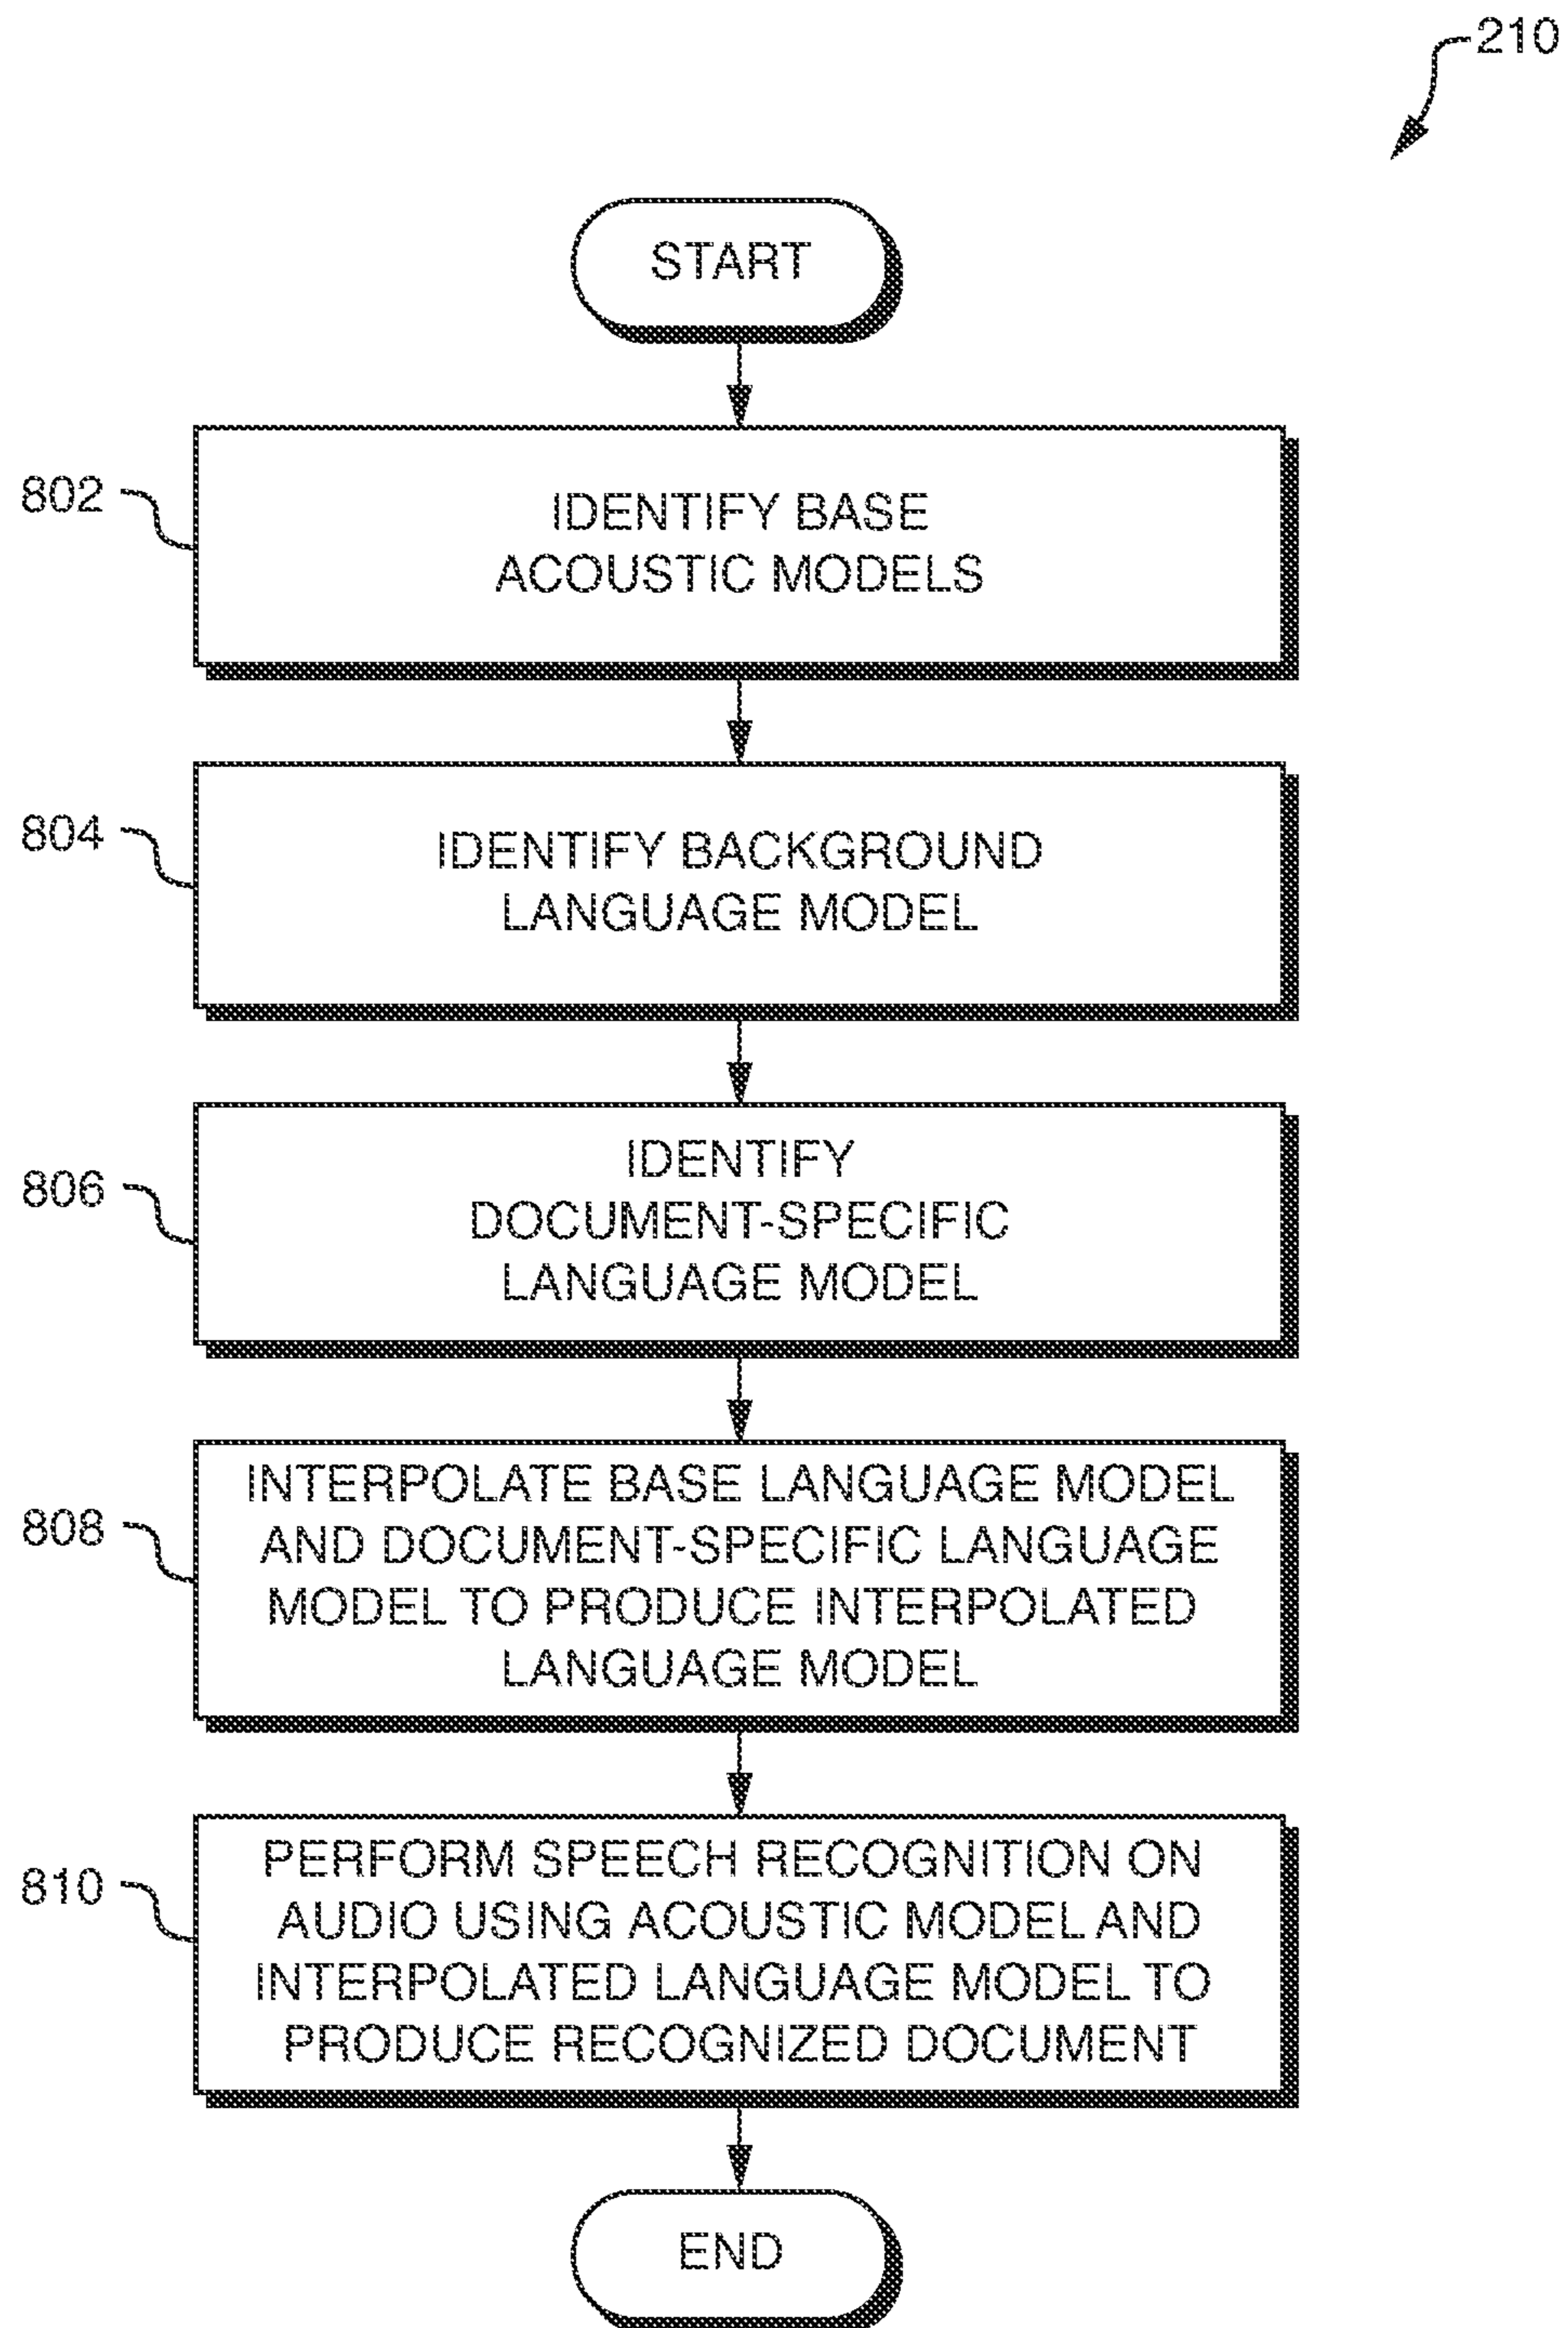 210
START
802
IDENTIFY BASE
ACOUSTIC MODELS
804
IDENTIFY BACKGROUND
LANGUAGE MODEL
806
IDENTIFY
DOCUMENT-SPECIFIC
LANGUAGE MODEL
808
INTERPOLATE BASE LANGUAGE MODEL
AND DOCUMENT-SPECIFIC LANGUAGE
MODEL TO PRODUCE INTERPOLATED
LANGUAGE MODEL
810
PERFORM SPEECH RECOGNITION ON
AUDIO USING ACOUSTIC MODEL AND
INTERPOLATED LANGUAGE MODEL TO
PRODUCE RECOGNIZED DOCUMENT
END